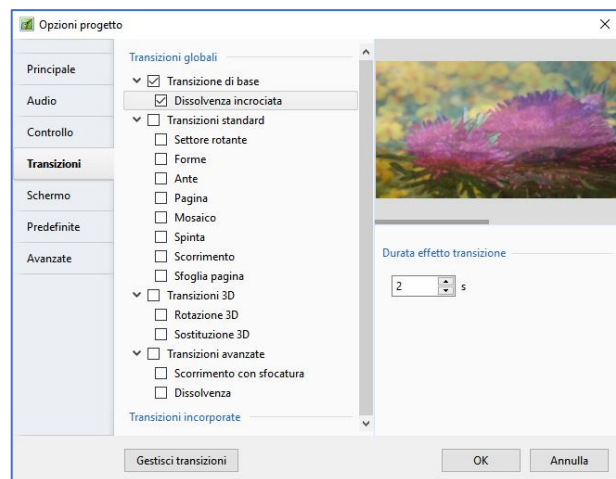 Opzioni progetto
Principale
Audio
Controllo
Transizioni
Schermo
Predefinite
Avanzate
Transizioni globali
Transizione di base
Dissolvenza incrociata
Transizioni standard
Settore rotante
Forme
Ante
Pagina
Mosaico
Spinta
Scorrimento
Sfoglia pagina
Transizioni 3D
Rotazione 3D
Sostituzione 3D
Transizioni avanzate
Scorrimento con sfocatura
Dissolvenza
Transizioni incorporate
Durata effetto transizione
2 s
Gestisci transizioni
OK
Annulla